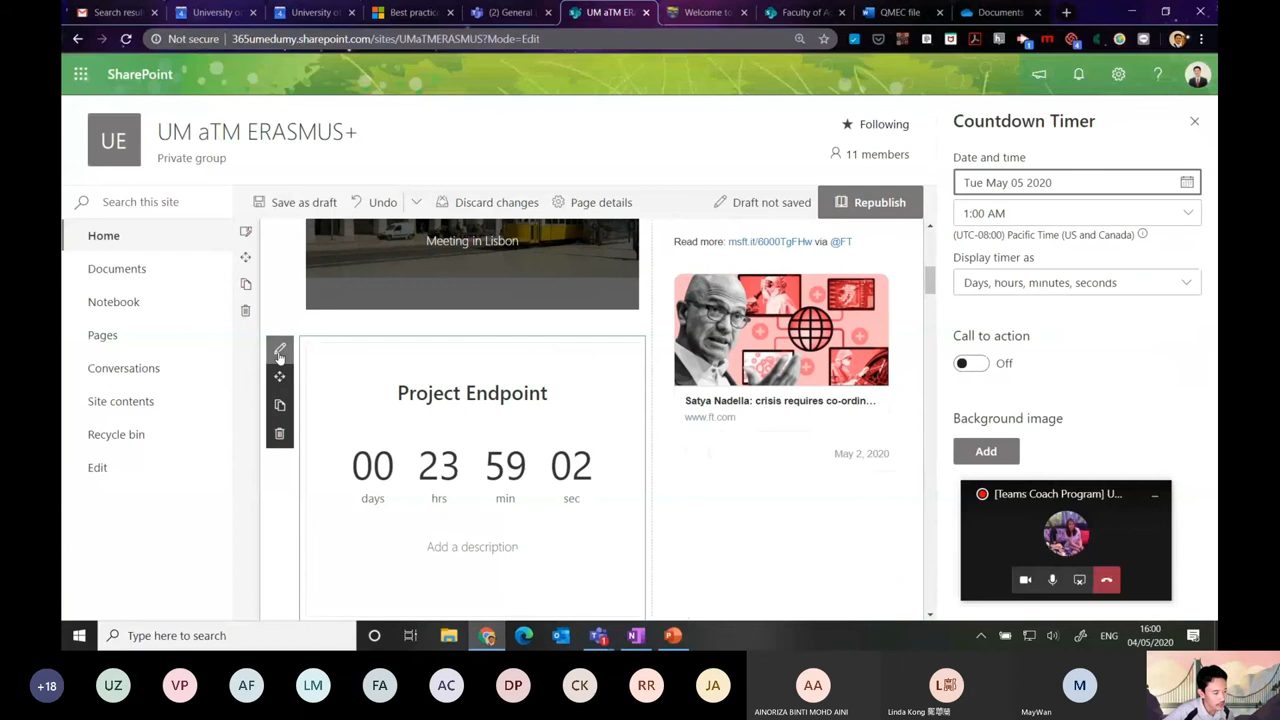 Search resul
University o
University of
Best practic
(2) General
UM aTM ER
Welcome to
Faculty of A
QMEC file
Documents
Not secure
365umedumy.sharepoint.com/sites/UMaTMERASMUS?Mode=Edit
SharePoint
UE
UM aTM ERASMUS+
Private group
Following
11 members
Search this site
Save as draft
Undo
Discard changes
Page details
Draft not saved
Republish
Home
Documents
Notebook
Pages
Conversations
Site contents
Recycle bin
Edit
Meeting in Lisbon
Project Endpoint
00 23 59 02
days hrs min sec
Add a description
Read more: msft.it/6000TgFHw via @FT
Satya Nadella: crisis requires co-ordin...
www.ft.com
May 2, 2020
Countdown Timer
Date and time
Tue May 05 2020
1:00 AM
(UTC-08:00) Pacific Time (US and Canada)
Display timer as
Days, hours, minutes, seconds
Call to action
Off
Background image
Add
[Teams Coach Program] U...
Type here to search
ENG
16:00
04/05/2020
+18
UZ
VP
AF
LM
FA
AC
DP
CK
RR
JA
AA
AINORIZA BINTI MOHD AINI
Linda Kong
M
MayWan